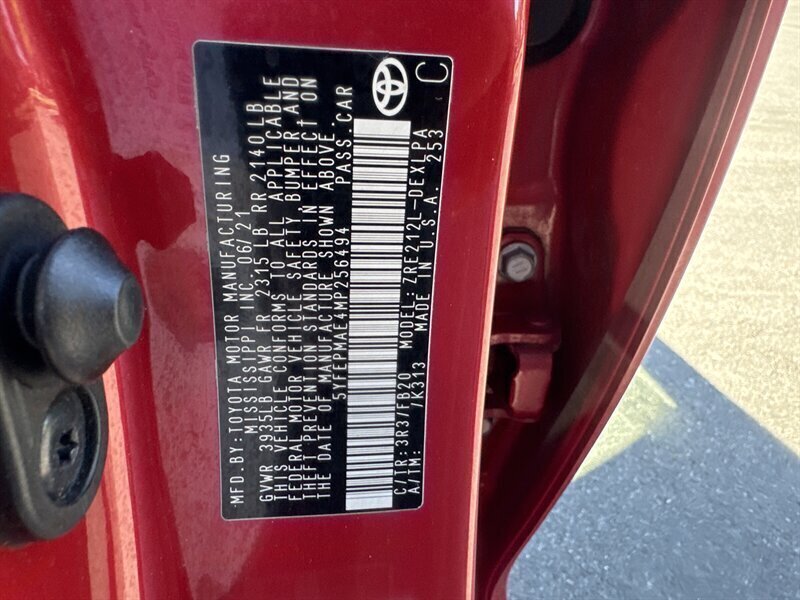 MFD.BY:TOYOTA MOTOR MANUFACTURING
MISSISSIPPI INC. 06/21
GVWR 3935LB GAWR FR 2315LB RR 2140LB
THIS VEHICLE CONFORMS TO ALL APPLICABLE
FEDERAL MOTOR VEHICLE SAFETY, BUMPER AND
THEFT PREVENTION STANDARDS IN EFFECT ON
THE DATE OF MANUFACTURE SHOWN ABOVE.
5YFEPMAE4MP256494 PASS.CAR
C/TR:3R3/FB20 MODEL:ZRE212L-DEXLPA
A/TM: /K313 MADE IN U.S.A. 253
C